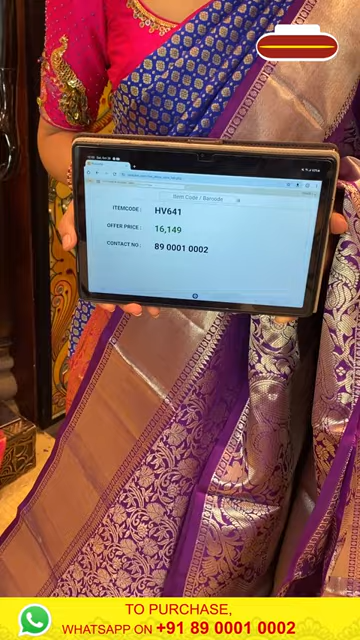 Item Code / Barcode
ITEMCODE : HV641
OFFER PRICE : 16,149
CONTACT NO : 89 0001 0002
TO PURCHASE,
WHATSAPP ON +91 89 0001 0002